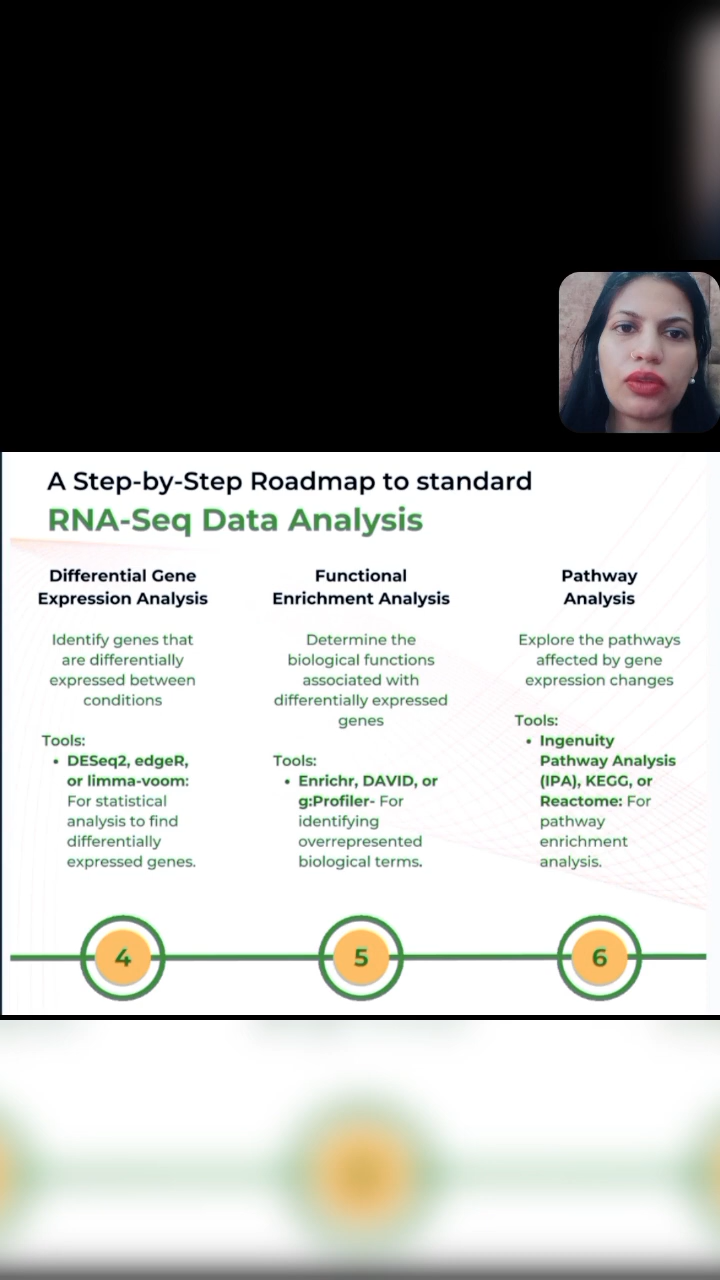 A Step-by-Step Roadmap to standard
RNA-Seq Data Analysis
Differential Gene
Expression Analysis
Identify genes that
are differentially
expressed between
conditions
Tools:
• DESeq2, edgeR,
or limma-voom:
For statistical
analysis to find
differentially
expressed genes.
4
Functional
Enrichment Analysis
Determine the
biological functions
associated with
differentially expressed
genes
Tools:
• Enrichr, DAVID, or
g:Profiler- For
identifying
overrepresented
biological terms.
5
Pathway
Analysis
Explore the pathways
affected by gene
expression changes
Tools:
• Ingenuity
Pathway Analysis
(IPA), KEGG, or
Reactome: For
pathway
enrichment
analysis.
6